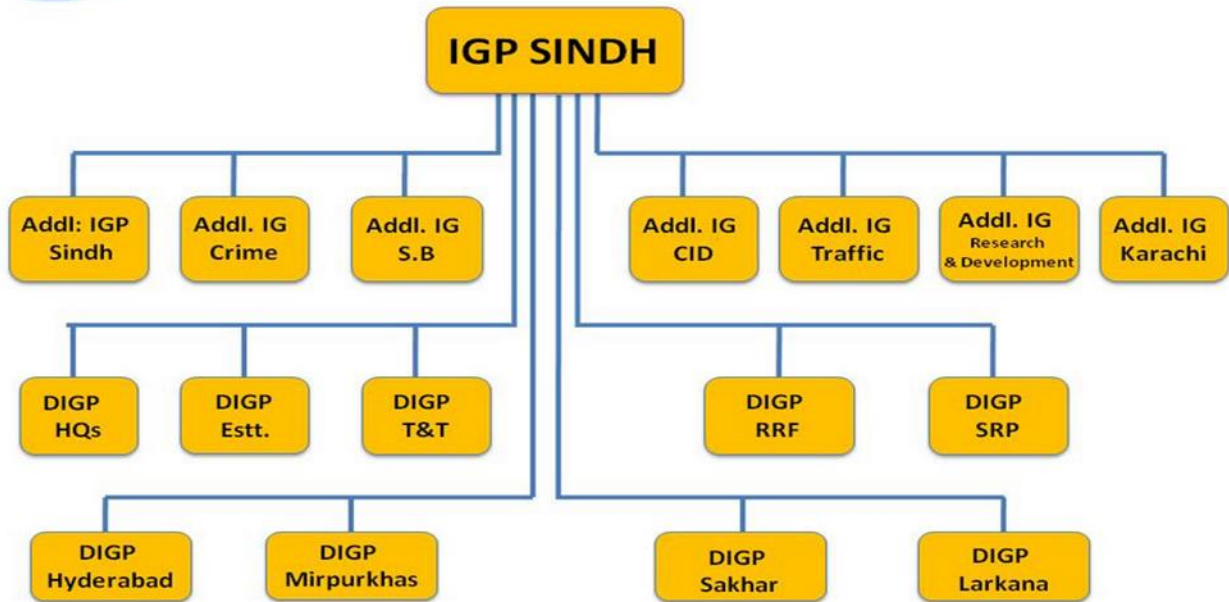 IGP SINDH
Addl: IGP
Sindh
Addl. IG
Crime
Addl. IG
S.B
Addl. IG
CID
Addl. IG
Traffic
Addl. IG
Research
& Development
Addl. IG
Karachi
DIGP
HQs
DIGP
Estt.
DIGP
T&T
DIGP
RRF
DIGP
SRP
DIGP
Hyderabad
DIGP
Mirpurkhas
DIGP
Sakhar
DIGP
Larkana